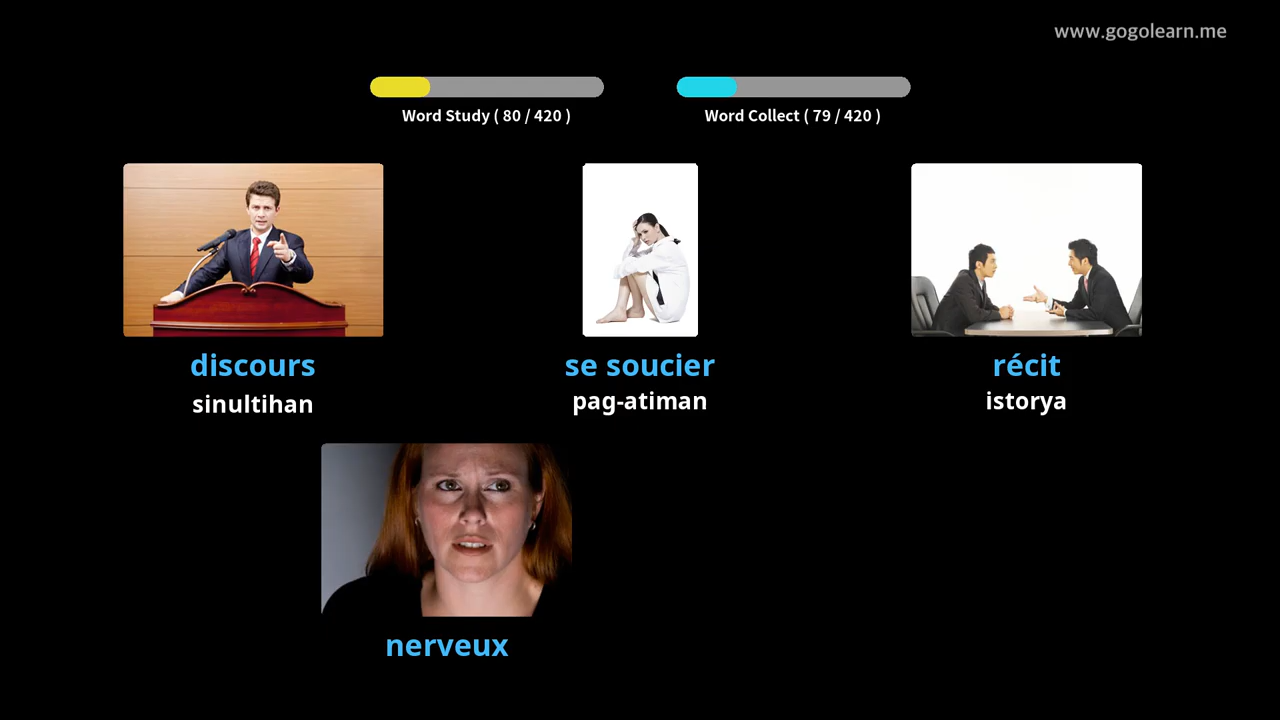 www.gogolearn.me
Word Study ( 80 / 420 )
Word Collect ( 79 / 420 )
discours
sinultihan
se soucier
pag-atiman
récit
istorya
nerveux